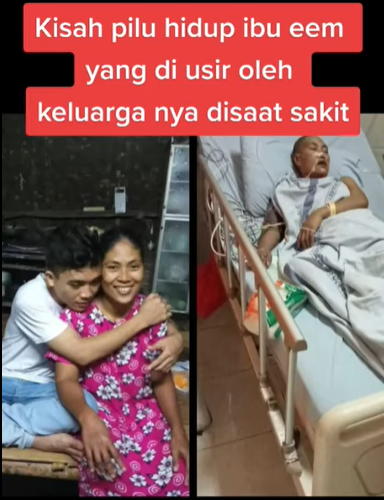 Kisah pilu hidup ibu eem
yang di usir oleh
keluarga nya disaat sakit